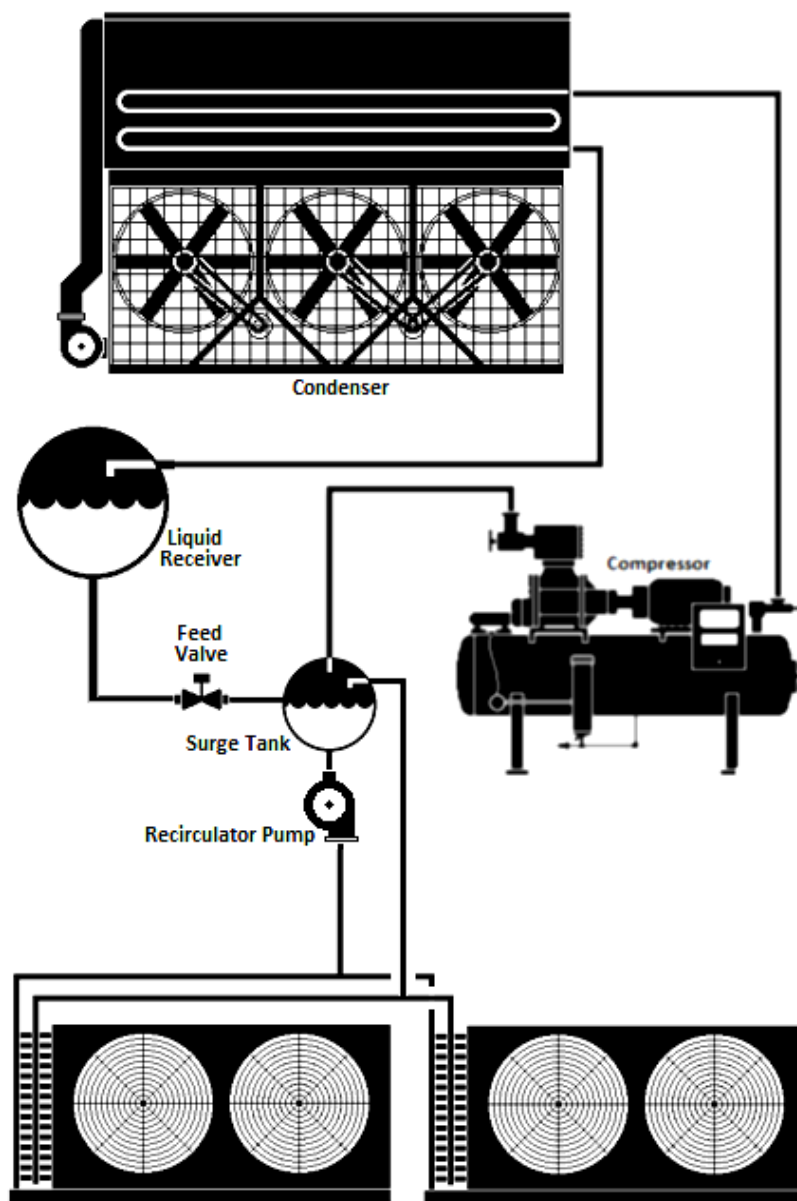 Condenser
Liquid
Receiver
Compressor
Feed
Valve
Surge Tank
Recirculator Pump